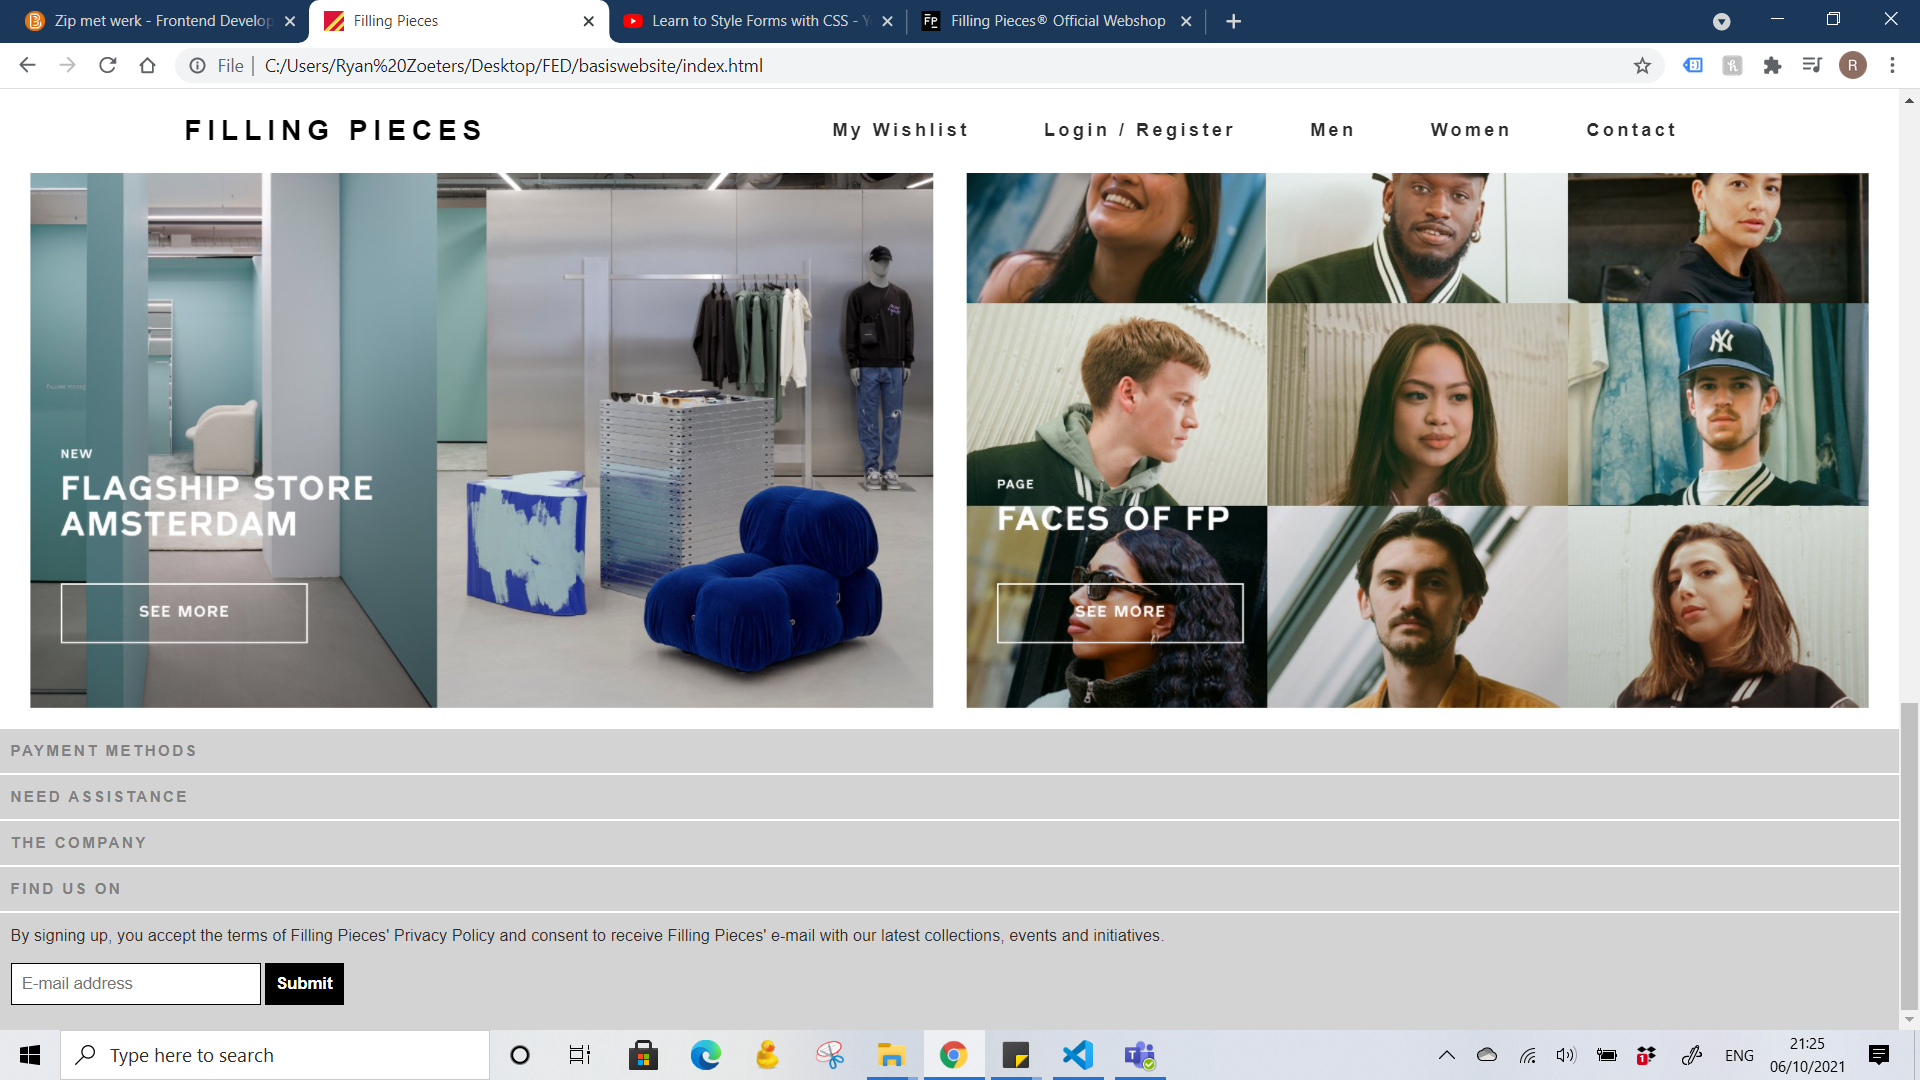 Zip met werk - Frontend Develop
Filling Pieces
Learn to Style Forms with CSS - Y
Filling Pieces® Official Webshop
File
C:/Users/Ryan%20Zoeters/Desktop/FED/basiswebsite/index.html
R
FILLING PIECES
My Wishlist
Login / Register
Men
Women
Contact
NEW
FLAGSHIP STORE
AMSTERDAM
SEE MORE
PAGE
FACES OF FP
SEE MORE
PAYMENT METHODS
NEED ASSISTANCE
THE COMPANY
FIND US ON
By signing up, you accept the terms of Filling Pieces' Privacy Policy and consent to receive Filling Pieces' e-mail with our latest collections, events and initiatives.
E-mail address
Submit
Type here to search
ENG
21:25
06/10/2021